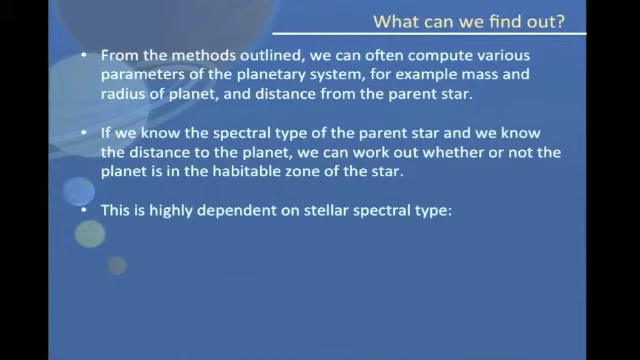 What can we find out?
• From the methods outlined, we can often compute various
parameters of the planetary system, for example mass and
radius of planet, and distance from the parent star.
• If we know the spectral type of the parent star and we know
the distance to the planet, we can work out whether or not the
planet is in the habitable zone of the star.
• This is highly dependent on stellar spectral type: